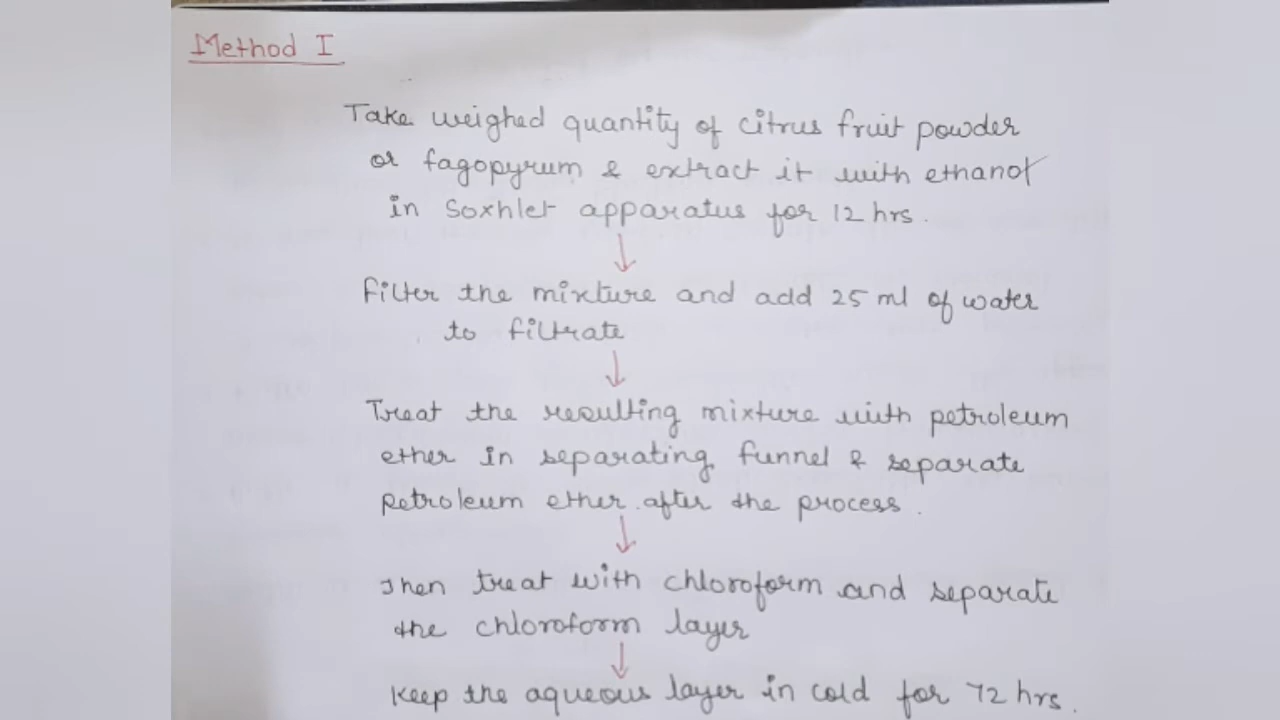 Method I
Take weighed quantity of citrus fruit powder
or fagopyrum & extract it with ethanol
in Soxhlet apparatus for 12 hrs.
↓
Filter the mixture and add 25 ml of water
to filtrate
↓
Treat the resulting mixture with petroleum
ether in separating funnel & separate
petroleum ether after the process.
↓
Then treat with chloroform and separate
the chloroform layer
↓
Keep the aqueous layer in cold for 72 hrs.